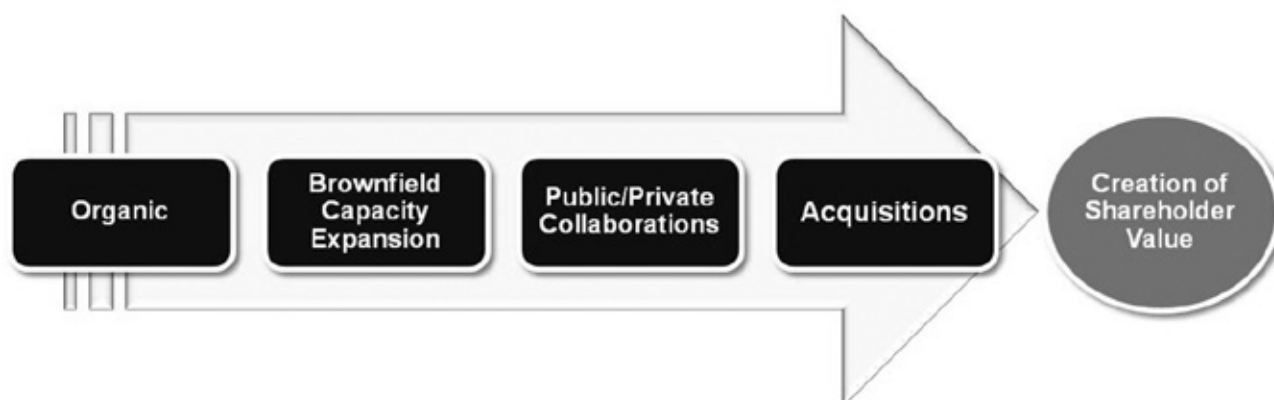 Organic
Brownfield
Capacity
Expansion
Public/Private
Collaborations
Acquisitions
Creation of
Shareholder
Value